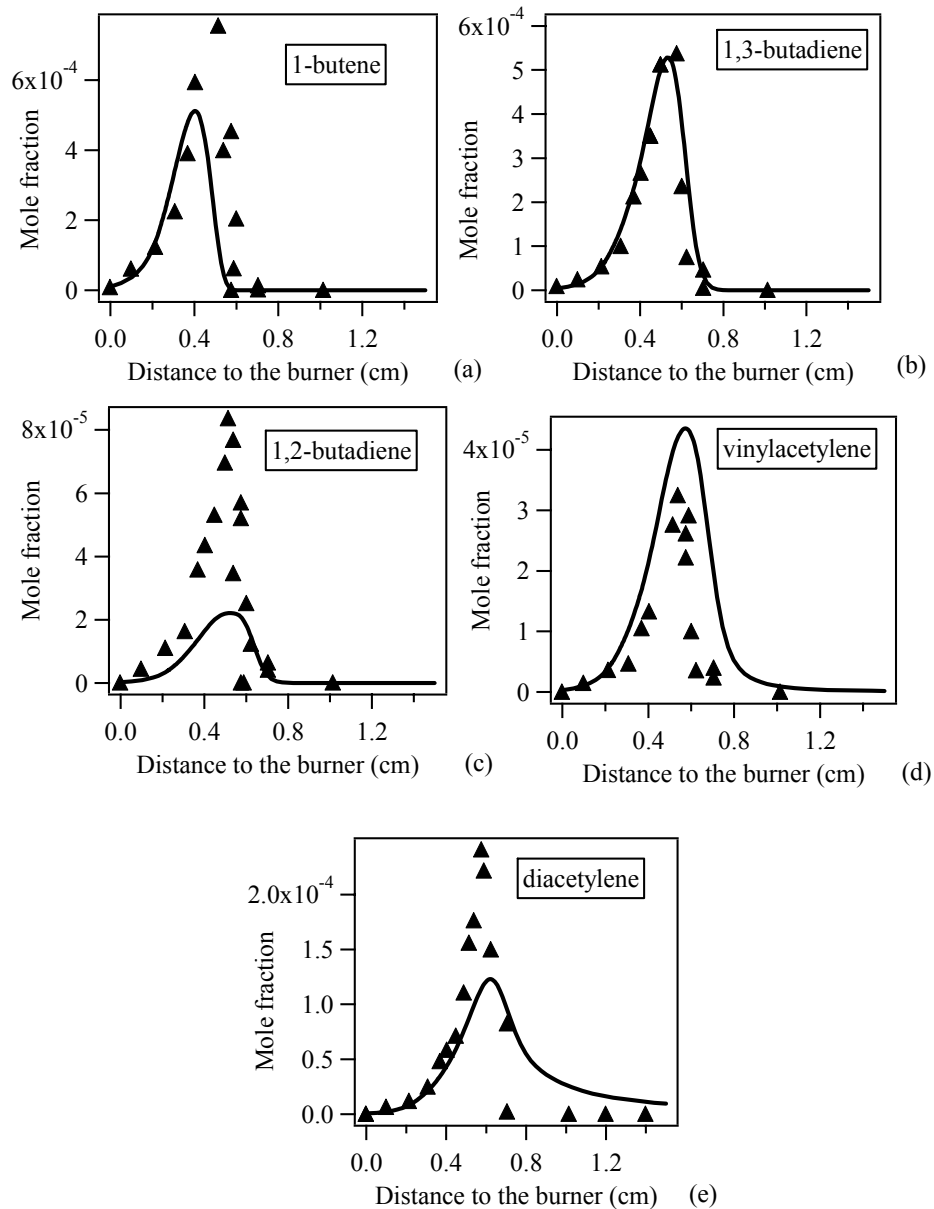 6x10-4
4
2
0
Mole fraction
1-butene
0.0 0.4 0.8 1.2
Distance to the burner (cm)
(a)
6x10-4
5
4
3
2
1
0
Mole fraction
1,3-butadiene
0.0 0.4 0.8 1.2
Distance to the burner (cm)
(b)
8x10-5
6
4
2
0
Mole fraction
1,2-butadiene
0.0 0.4 0.8 1.2
Distance to the burner (cm)
(c)
4x10-5
3
2
1
0
Mole fraction
vinylacetylene
0.0 0.4 0.8 1.2
Distance to the burner (cm)
(d)
2.0x10-4
1.5
1.0
0.5
0.0
Mole fraction
diacetylene
0.0 0.4 0.8 1.2
Distance to the burner (cm)
(e)